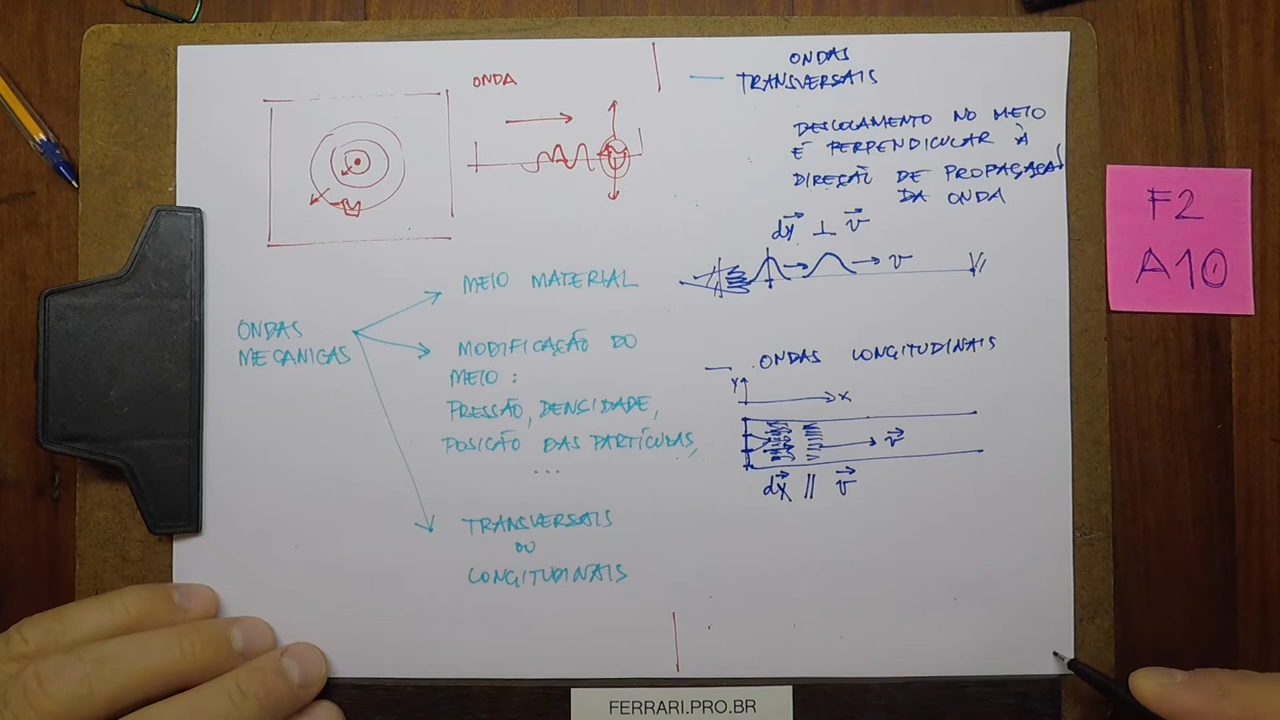 ONDA
ONDAS
MECANICAS
MEIO MATERIAL
MODIFICAÇÃO DO
MEIO :
PRESSÃO, DENSIDADE,
POSIÇÃO DAS PARTÍCULAS,
...
TRANSVERSAIS
OU
LONGITUDINAIS
ONDAS
TRANSVERSAIS
DESLOCAMENTO NO MEIO
É PERPENDICULAR À
DIREÇÃO DE PROPAGAÇÃO
DA ONDA
dy⃗ ⊥ v⃗
v
ONDAS LONGITUDINAIS
Y
x
v⃗
dx⃗ || v⃗
F2
A10
FERRARI.PRO.BR